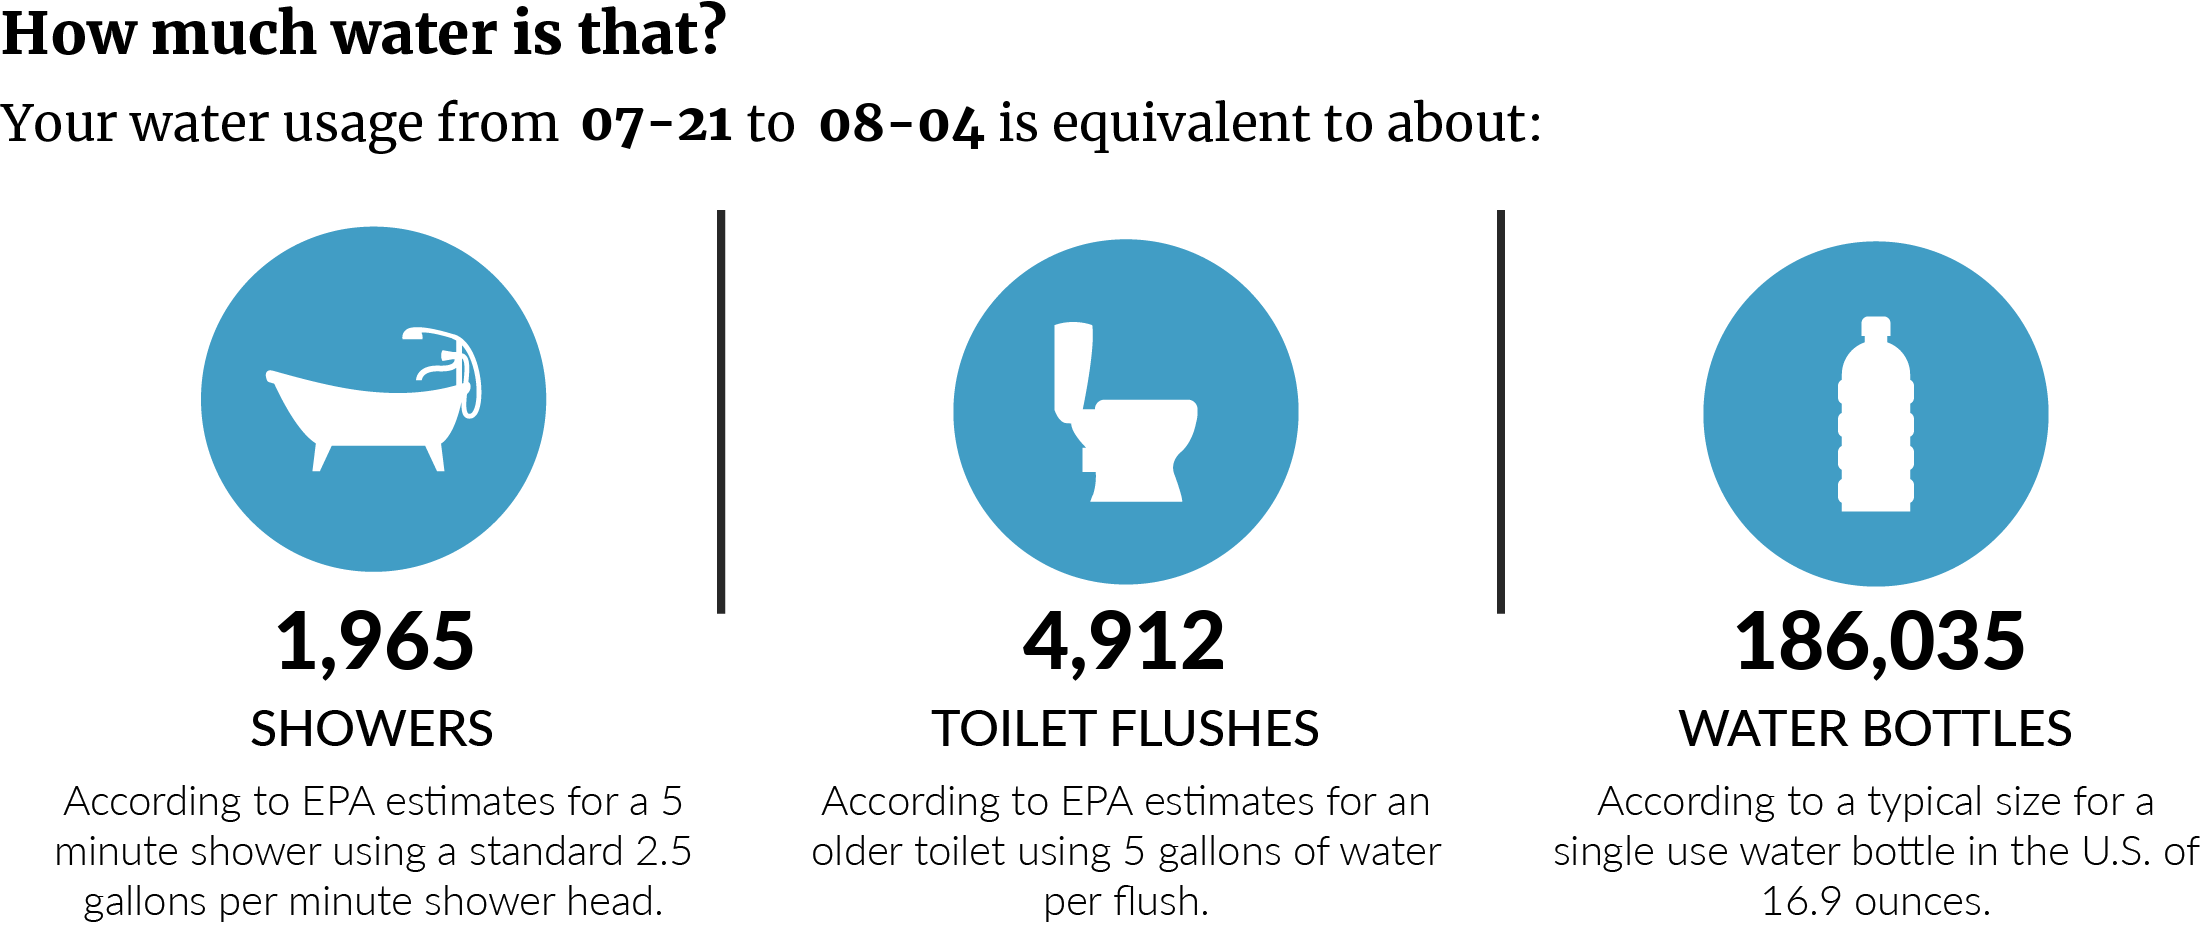 How much water is that?
Your water usage from 07-21 to 08-04 is equivalent to about:
1,965
SHOWERS
According to EPA estimates for a 5
minute shower using a standard 2.5
gallons per minute shower head.
4,912
TOILET FLUSHES
According to EPA estimates for an
older toilet using 5 gallons of water
per flush.
186,035
WATER BOTTLES
According to a typical size for a
single use water bottle in the U.S. of
16.9 ounces.